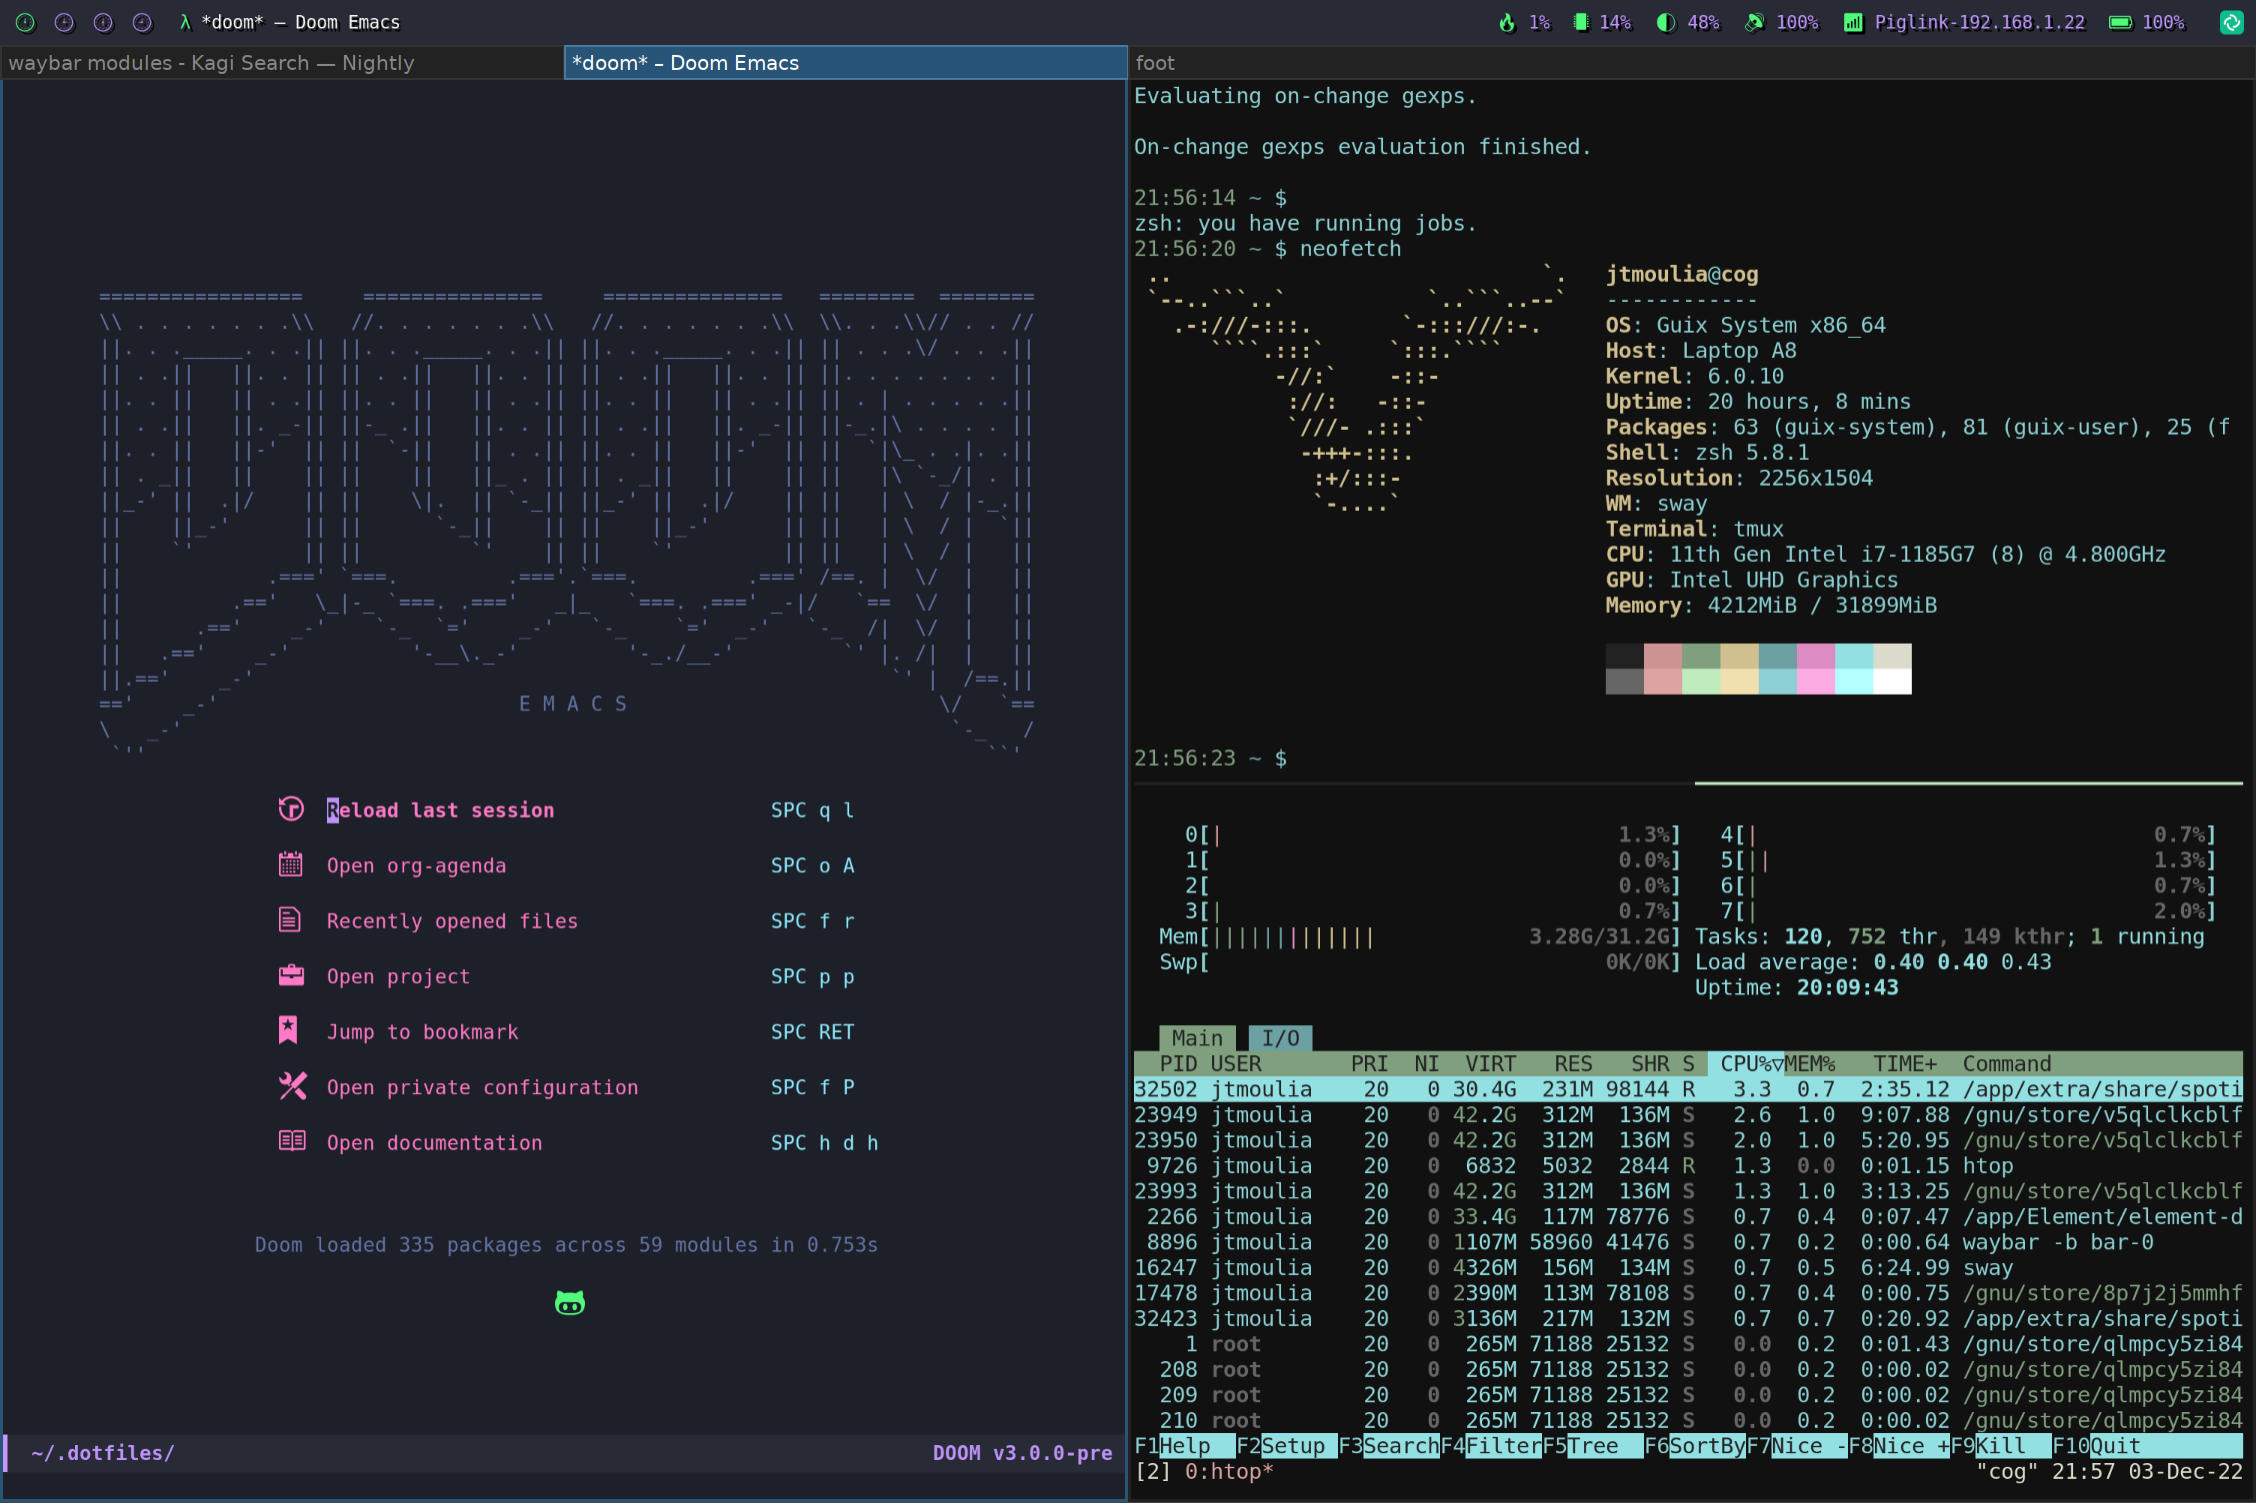 λ *doom* – Doom Emacs
1% 14% 48% 100% Piglink-192.168.1.22 100%
waybar modules - Kagi Search — Nightly
*doom* – Doom Emacs
foot
E M A C S
Reload last session SPC q l
Open org-agenda SPC o A
Recently opened files SPC f r
Open project SPC p p
Jump to bookmark SPC RET
Open private configuration SPC f P
Open documentation SPC h d h
Doom loaded 335 packages across 59 modules in 0.753s
~/.dotfiles/ DOOM v3.0.0-pre
Evaluating on-change gexps.
On-change gexps evaluation finished.
21:56:14 ~ $
zsh: you have running jobs.
21:56:20 ~ $ neofetch
jtmoulia@cog
------------
OS: Guix System x86_64
Host: Laptop A8
Kernel: 6.0.10
Uptime: 20 hours, 8 mins
Packages: 63 (guix-system), 81 (guix-user), 25 (f
Shell: zsh 5.8.1
Resolution: 2256x1504
WM: sway
Terminal: tmux
CPU: 11th Gen Intel i7-1185G7 (8) @ 4.800GHz
GPU: Intel UHD Graphics
Memory: 4212MiB / 31899MiB
21:56:23 ~ $
0[| 1.3%] 4[| 0.7%]
1[ 0.0%] 5[|| 1.3%]
2[ 0.0%] 6[| 0.7%]
3[| 0.7%] 7[| 2.0%]
Mem[||||||||||||| 3.28G/31.2G] Tasks: 120, 752 thr, 149 kthr; 1 running
Swp[ 0K/0K] Load average: 0.40 0.40 0.43
Uptime: 20:09:43
Main I/O
PID USER PRI NI VIRT RES SHR S CPU%▽MEM% TIME+ Command
32502 jtmoulia 20 0 30.4G 231M 98144 R 3.3 0.7 2:35.12 /app/extra/share/spoti
23949 jtmoulia 20 0 42.2G 312M 136M S 2.6 1.0 9:07.88 /gnu/store/v5qlclkcblf
23950 jtmoulia 20 0 42.2G 312M 136M S 2.0 1.0 5:20.95 /gnu/store/v5qlclkcblf
9726 jtmoulia 20 0 6832 5032 2844 R 1.3 0.0 0:01.15 htop
23993 jtmoulia 20 0 42.2G 312M 136M S 1.3 1.0 3:13.25 /gnu/store/v5qlclkcblf
2266 jtmoulia 20 0 33.4G 117M 78776 S 0.7 0.4 0:07.47 /app/Element/element-d
8896 jtmoulia 20 0 1107M 58960 41476 S 0.7 0.2 0:00.64 waybar -b bar-0
16247 jtmoulia 20 0 4326M 156M 134M S 0.7 0.5 6:24.99 sway
17478 jtmoulia 20 0 2390M 113M 78108 S 0.7 0.4 0:00.75 /gnu/store/8p7j2j5mmhf
32423 jtmoulia 20 0 3136M 217M 132M S 0.7 0.7 0:20.92 /app/extra/share/spoti
1 root 20 0 265M 71188 25132 S 0.0 0.2 0:01.43 /gnu/store/qlmpcy5zi84
208 root 20 0 265M 71188 25132 S 0.0 0.2 0:00.02 /gnu/store/qlmpcy5zi84
209 root 20 0 265M 71188 25132 S 0.0 0.2 0:00.02 /gnu/store/qlmpcy5zi84
210 root 20 0 265M 71188 25132 S 0.0 0.2 0:00.02 /gnu/store/qlmpcy5zi84
F1Help F2Setup F3SearchF4FilterF5Tree F6SortByF7Nice -F8Nice +F9Kill F10Quit
[2] 0:htop* "cog" 21:57 03-Dec-22